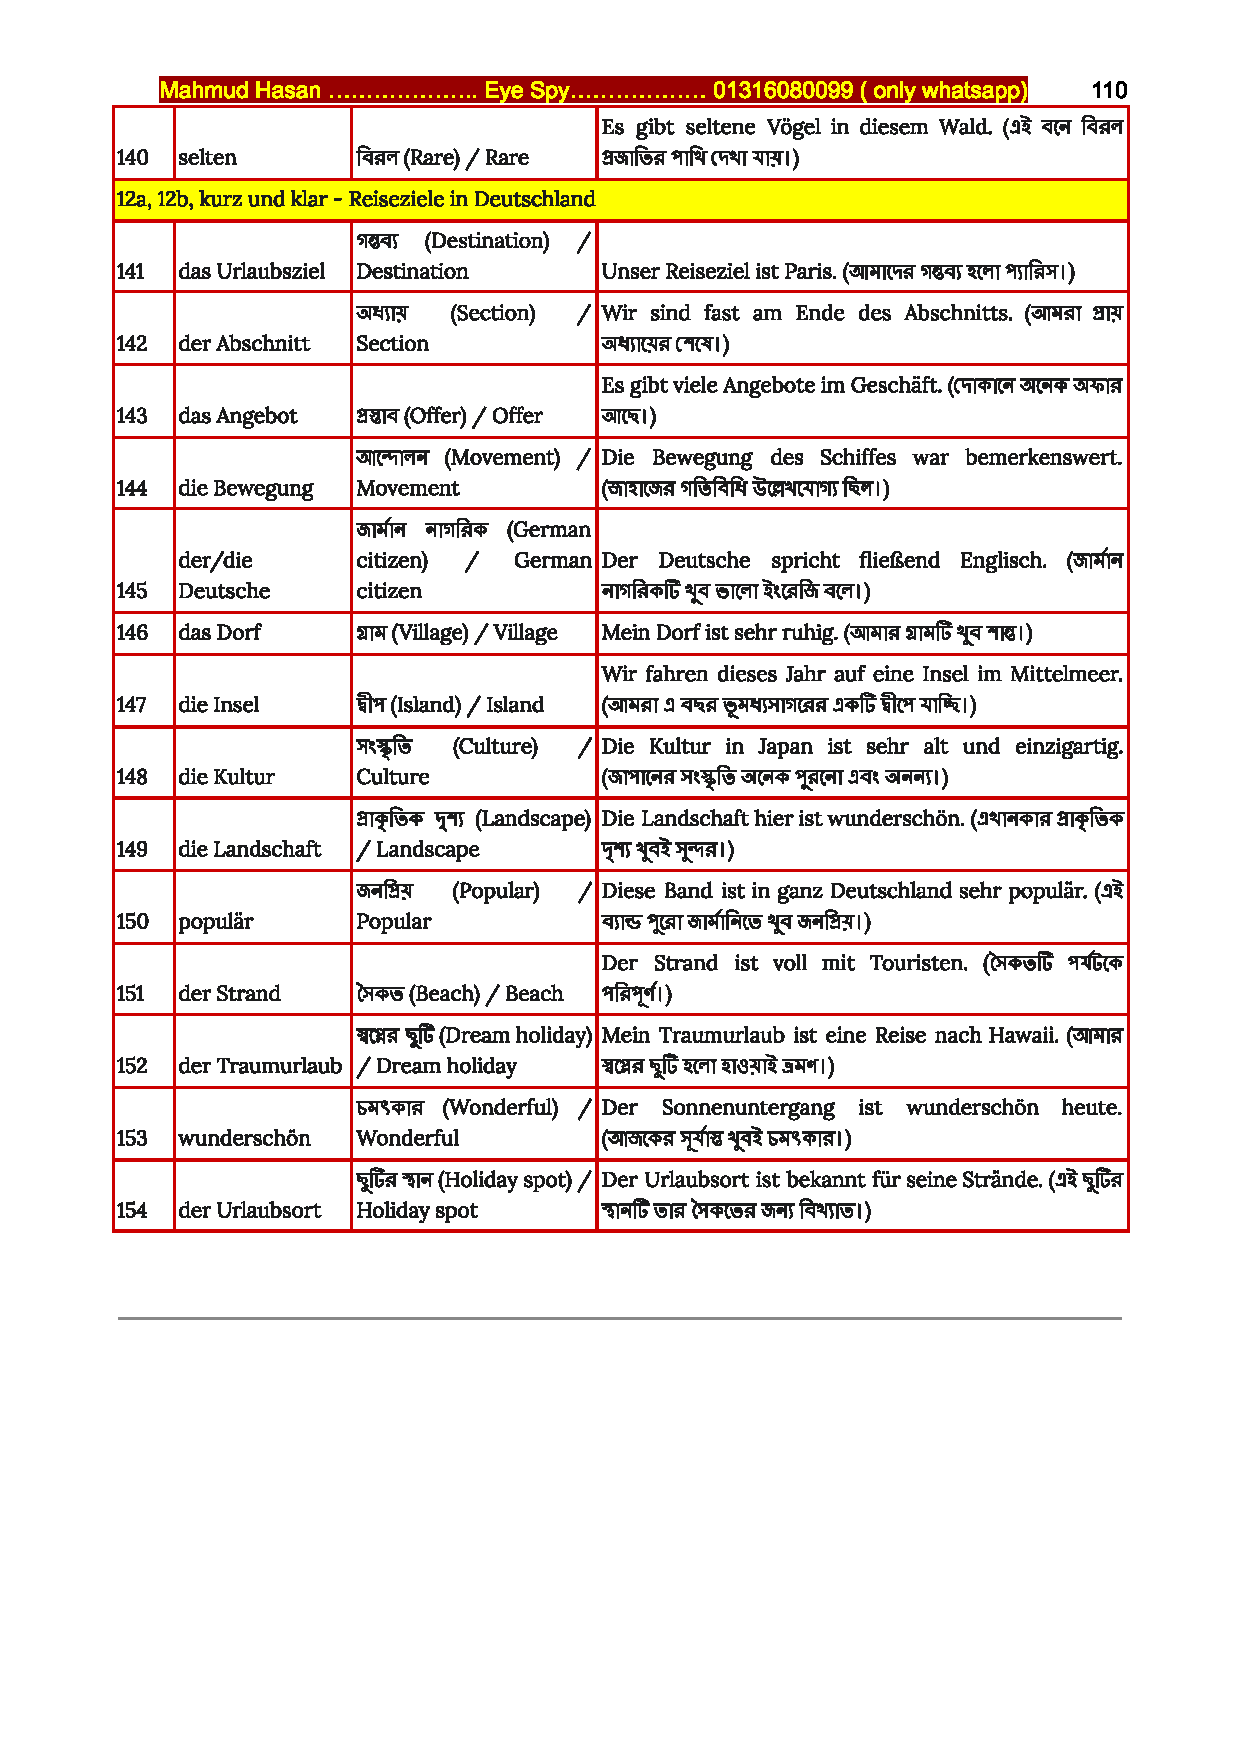 Mahmud Hasan ……………….. Eye Spy……………… 01316080099 ( only whatsapp) 110
Es gibt seltene Vögel in diesem Wald. (এই বনে বিরল
140 selten বিরল (Rare) / Rare প্রজাতির পাখি দেখা যায়।)
12a, 12b, kurz und klar - Reiseziele in Deutschland
গন্তব্য (Destination) /
141 das Urlaubsziel Destination Unser Reiseziel ist Paris. (আমাদের গন্তব্য হলো প্যারিস।)
অধ্যায় (Section) / Wir sind fast am Ende des Abschnitts. (আমরা প্রায়
142 der Abschnitt Section অধ্যায়ের শেষে।)
Es gibt viele Angebote im Geschäft. (দোকানে অনেক অফার
143 das Angebot প্রস্তাব (Offer) / Offer আছে।)
আন্দোলন (Movement) / Die Bewegung des Schiffes war bemerkenswert.
144 die Bewegung Movement (জাহাজের গতিবিধি উল্লেখযোগ্য ছিল।)
জার্মান নাগরিক (German
der/die citizen) / German Der Deutsche spricht fließend Englisch. (জার্মান
145 Deutsche citizen নাগরিকটি খুব ভালো ইংরেজি বলে।)
146 das Dorf গ্রাম (Village) / Village Mein Dorf ist sehr ruhig. (আমার গ্রামটি খুব শান্ত।)
Wir fahren dieses Jahr auf eine Insel im Mittelmeer.
147 die Insel দ্বীপ (Island) / Island (আমরা এ বছর ভূমধ্যসাগরের একটি দ্বীপে যাচ্ছি।)
সংস্কৃতি (Culture) / Die Kultur in Japan ist sehr alt und einzigartig.
148 die Kultur Culture (জাপানের সংস্কৃতি অনেক পুরনো এবং অনন্য।)
প্রাকৃতিক দৃশ্য (Landscape) Die Landschaft hier ist wunderschön. (এখানকার প্রাকৃতিক
149 die Landschaft / Landscape দৃশ্য খুবই সুন্দর।)
জনপ্রিয় (Popular) / Diese Band ist in ganz Deutschland sehr populär. (এই
150 populär Popular ব্যান্ড পুরো জার্মানিতে খুব জনপ্রিয়।)
Der Strand ist voll mit Touristen. (সৈকতটি পর্যটকে
151 der Strand সৈকত (Beach) / Beach পরিপূর্ণ।)
স্বপ্নের ছুটি (Dream holiday) Mein Traumurlaub ist eine Reise nach Hawaii. (আমার
152 der Traumurlaub / Dream holiday স্বপ্নের ছুটি হলো হাওয়াই ভ্রমণ।)
চমৎকার (Wonderful) / Der Sonnenuntergang ist wunderschön heute.
153 wunderschön Wonderful (আজকের সূর্যাস্ত খুবই চমৎকার।)
ছুটির স্থান (Holiday spot) / Der Urlaubsort ist bekannt für seine Strände. (এই ছুটির
154 der Urlaubsort Holiday spot স্থানটি তার সৈকতের জন্য বিখ্যাত।)